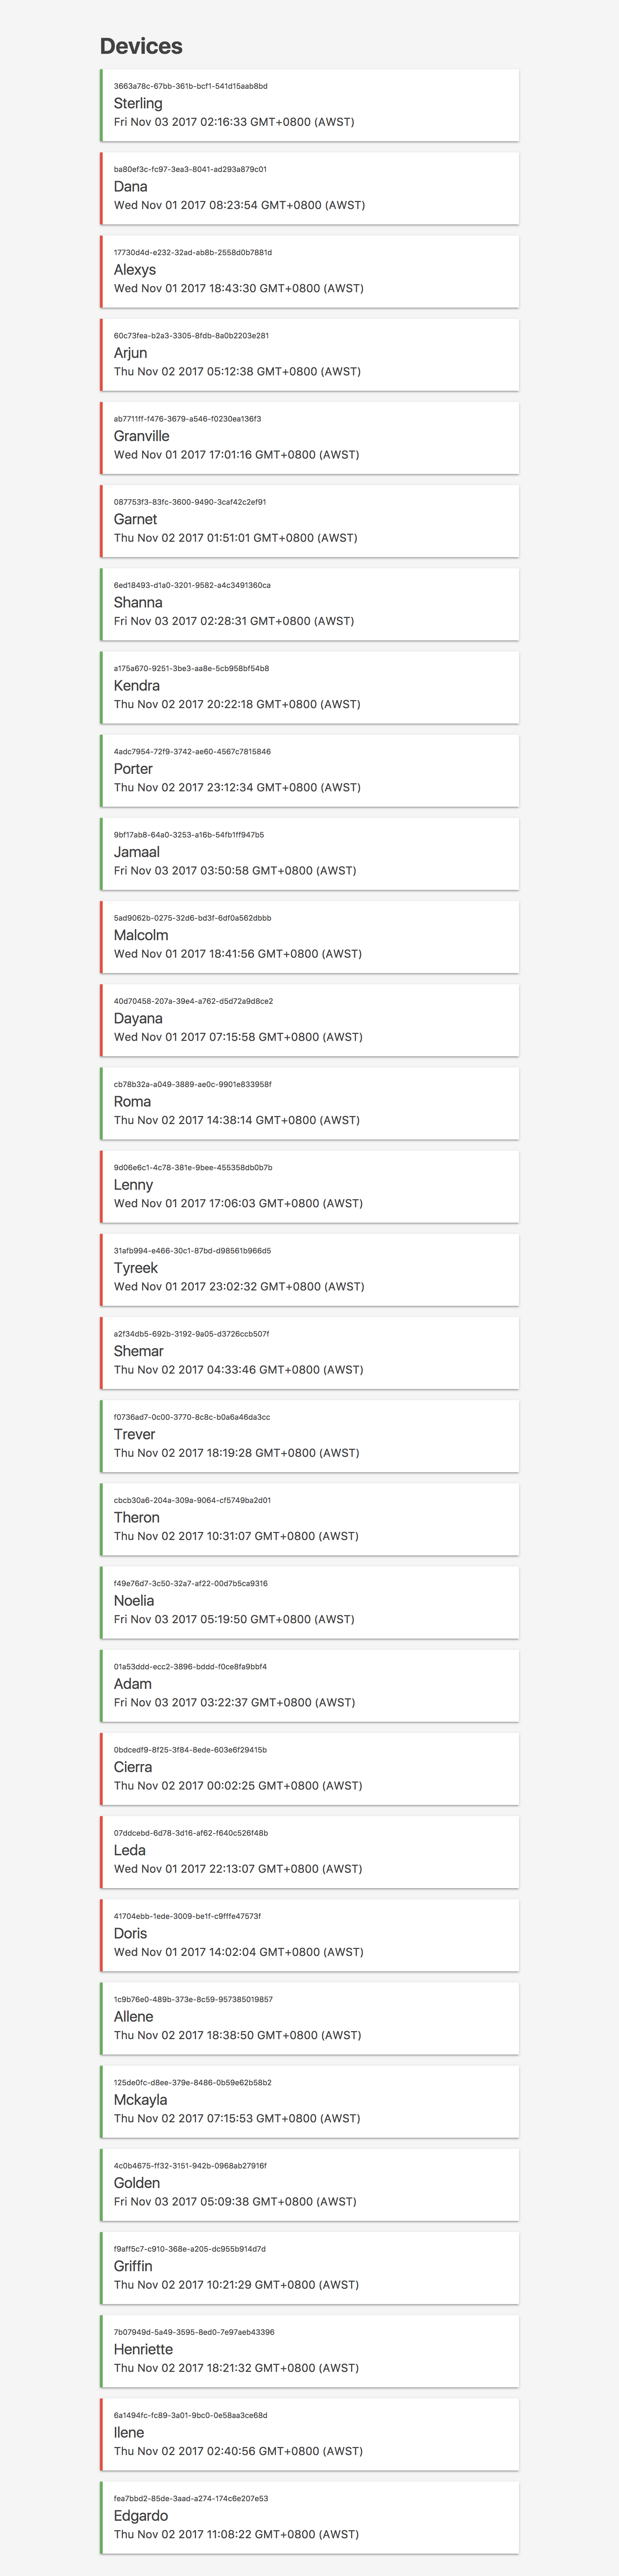 Devices
3663a78c-67bb-361b-bcf1-541d15aab8bd
Sterling
Fri Nov 03 2017 02:16:33 GMT+0800 (AWST)
ba80ef3c-fc97-3ea3-8041-ad293a879c01
Dana
Wed Nov 01 2017 08:23:54 GMT+0800 (AWST)
17730d4d-e232-32ad-ab8b-2558d0b7881d
Alexys
Wed Nov 01 2017 18:43:30 GMT+0800 (AWST)
60c73fea-b2a3-3305-8fdb-8a0b2203e281
Arjun
Thu Nov 02 2017 05:12:38 GMT+0800 (AWST)
ab7711ff-f476-3679-a546-f0230ea136f3
Granville
Wed Nov 01 2017 17:01:16 GMT+0800 (AWST)
087753f3-83fc-3600-9490-3caf42c2ef91
Garnet
Thu Nov 02 2017 01:51:01 GMT+0800 (AWST)
6ed18493-d1a0-3201-9582-a4c3491360ca
Shanna
Fri Nov 03 2017 02:28:31 GMT+0800 (AWST)
a175a670-9251-3be3-aa8e-5cb958bf54b8
Kendra
Thu Nov 02 2017 20:22:18 GMT+0800 (AWST)
4adc7954-72f9-3742-ae60-4567c7815846
Porter
Thu Nov 02 2017 23:12:34 GMT+0800 (AWST)
9bf17ab8-64a0-3253-a16b-54fb1ff947b5
Jamaal
Fri Nov 03 2017 03:50:58 GMT+0800 (AWST)
5ad9062b-0275-32d6-bd3f-6df0a562dbbb
Malcolm
Wed Nov 01 2017 18:41:56 GMT+0800 (AWST)
40d70458-207a-39e4-a762-d5d72a9d8ce2
Dayana
Wed Nov 01 2017 07:15:58 GMT+0800 (AWST)
cb78b32a-a049-3889-ae0c-9901e833958f
Roma
Thu Nov 02 2017 14:38:14 GMT+0800 (AWST)
9d06e6c1-4c78-381e-9bee-455358db0b7b
Lenny
Wed Nov 01 2017 17:06:03 GMT+0800 (AWST)
31afb994-e466-30c1-87bd-d98561b966d5
Tyreek
Wed Nov 01 2017 23:02:32 GMT+0800 (AWST)
a2f34db5-692b-3192-9a05-d3726ccb507f
Shemar
Thu Nov 02 2017 04:33:46 GMT+0800 (AWST)
f0736ad7-0c00-3770-8c8c-b0a6a46da3cc
Trever
Thu Nov 02 2017 18:19:28 GMT+0800 (AWST)
cbcb30a6-204a-309a-9064-cf5749ba2d01
Theron
Thu Nov 02 2017 10:31:07 GMT+0800 (AWST)
f49e76d7-3c50-32a7-af22-00d7b5ca9316
Noelia
Fri Nov 03 2017 05:19:50 GMT+0800 (AWST)
01a53ddd-ecc2-3896-bddd-f0ce8fa9bbf4
Adam
Fri Nov 03 2017 03:22:37 GMT+0800 (AWST)
0bdcedf9-8f25-3f84-8ede-603e6f29415b
Cierra
Thu Nov 02 2017 00:02:25 GMT+0800 (AWST)
07ddcebd-6d78-3d16-af62-f640c526f48b
Leda
Wed Nov 01 2017 22:13:07 GMT+0800 (AWST)
41704ebb-1ede-3009-be1f-c9fffe47573f
Doris
Wed Nov 01 2017 14:02:04 GMT+0800 (AWST)
1c9b76e0-489b-373e-8c59-957385019857
Allene
Thu Nov 02 2017 18:38:50 GMT+0800 (AWST)
125de0fc-d8ee-379e-8486-0b59e62b58b2
Mckayla
Thu Nov 02 2017 07:15:53 GMT+0800 (AWST)
4c0b4675-ff32-3151-942b-0968ab27916f
Golden
Fri Nov 03 2017 05:09:38 GMT+0800 (AWST)
f9aff5c7-c910-368e-a205-dc955b914d7d
Griffin
Thu Nov 02 2017 10:21:29 GMT+0800 (AWST)
7b07949d-5a49-3595-8ed0-7e97aeb43396
Henriette
Thu Nov 02 2017 18:21:32 GMT+0800 (AWST)
6a1494fc-fc89-3a01-9bc0-0e58aa3ce68d
Ilene
Thu Nov 02 2017 02:40:56 GMT+0800 (AWST)
fea7bbd2-85de-3aad-a274-174c6e207e53
Edgardo
Thu Nov 02 2017 11:08:22 GMT+0800 (AWST)